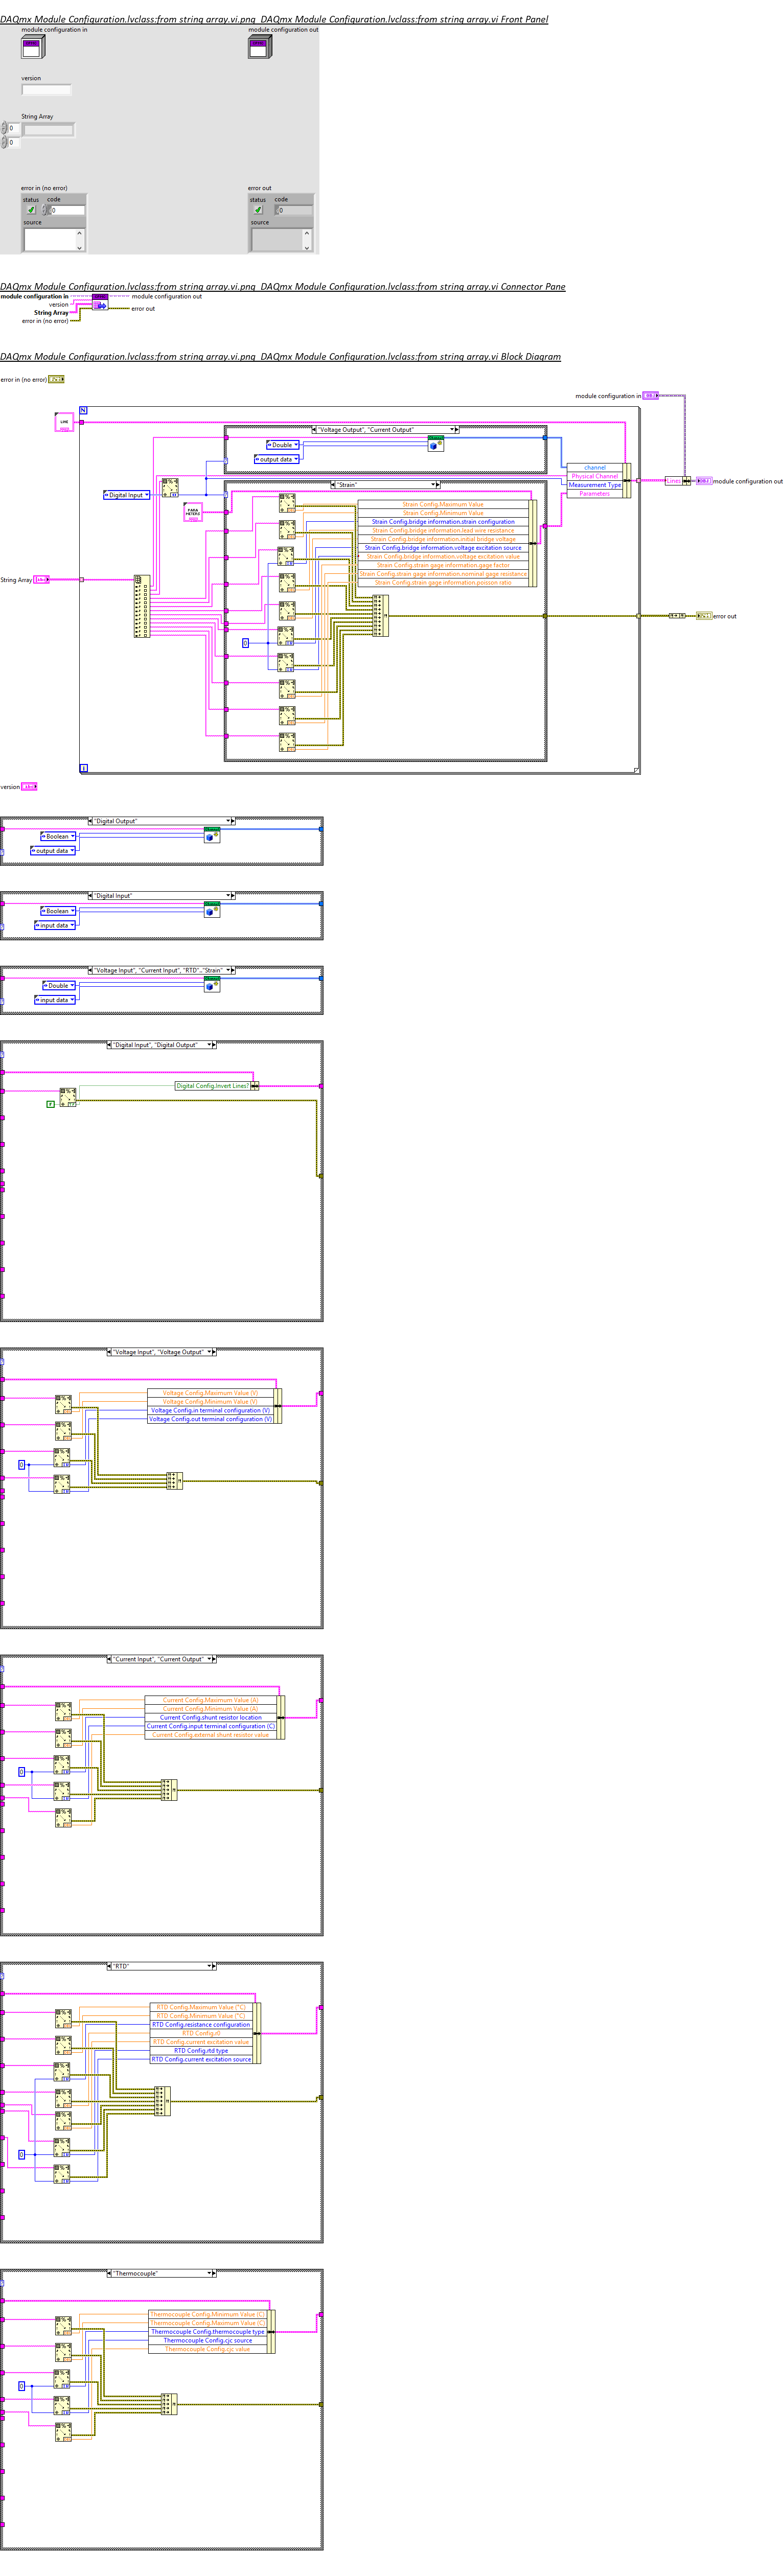 DAQmx Module Configuration.lvclass:from string array.vi.png DAQmx Module Configuration.lvclass:from string array.vi Front Panel
module configuration in
module configuration out
version
String Array
0
0
error in (no error)
error out
status
code
0
source
status
code
0
source
DAQmx Module Configuration.lvclass:from string array.vi.png DAQmx Module Configuration.lvclass:from string array.vi Connector Pane
module configuration in
module configuration out
version
String Array
error out
error in (no error)
DAQmx Module Configuration.lvclass:from string array.vi.png DAQmx Module Configuration.lvclass:from string array.vi Block Diagram
error in (no error)
module configuration in
N
LINE
"Voltage Output", "Current Output"
Double
output data
channel
Physical Channel
Measurement Type
Parameters
Lines
module configuration out
Digital Input
"Strain"
PARA
METERS
Strain Config.Maximum Value
Strain Config.Minimum Value
Strain Config.bridge information.strain configuration
Strain Config.bridge information.lead wire resistance
Strain Config.bridge information.initial bridge voltage
Strain Config.bridge information.voltage excitation source
Strain Config.bridge information.voltage excitation value
Strain Config.strain gage information.gage factor
Strain Config.strain gage information.nominal gage resistance
Strain Config.strain gage information.poisson ratio
String Array
error out
0
i
version
"Digital Output"
Boolean
output data
"Digital Input"
Boolean
input data
"Voltage Input", "Current Input", "RTD".."Strain"
Double
input data
"Digital Input", "Digital Output"
Digital Config.Invert Lines?
F
"Voltage Input", "Voltage Output"
Voltage Config.Maximum Value (V)
Voltage Config.Minimum Value (V)
Voltage Config.in terminal configuration (V)
Voltage Config.out terminal configuration (V)
0
"Current Input", "Current Output"
Current Config.Maximum Value (A)
Current Config.Minimum Value (A)
Current Config.shunt resistor location
Current Config.input terminal configuration (C)
Current Config.external shunt resistor value
0
"RTD"
RTD Config.Maximum Value (°C)
RTD Config.Minimum Value (°C)
RTD Config.resistance configuration
RTD Config.r0
RTD Config.current excitation value
RTD Config.rtd type
RTD Config.current excitation source
0
"Thermocouple"
Thermocouple Config.Minimum Value (C)
Thermocouple Config.Maximum Value (C)
Thermocouple Config.thermocouple type
Thermocouple Config.cjc source
Thermocouple Config.cjc value
0